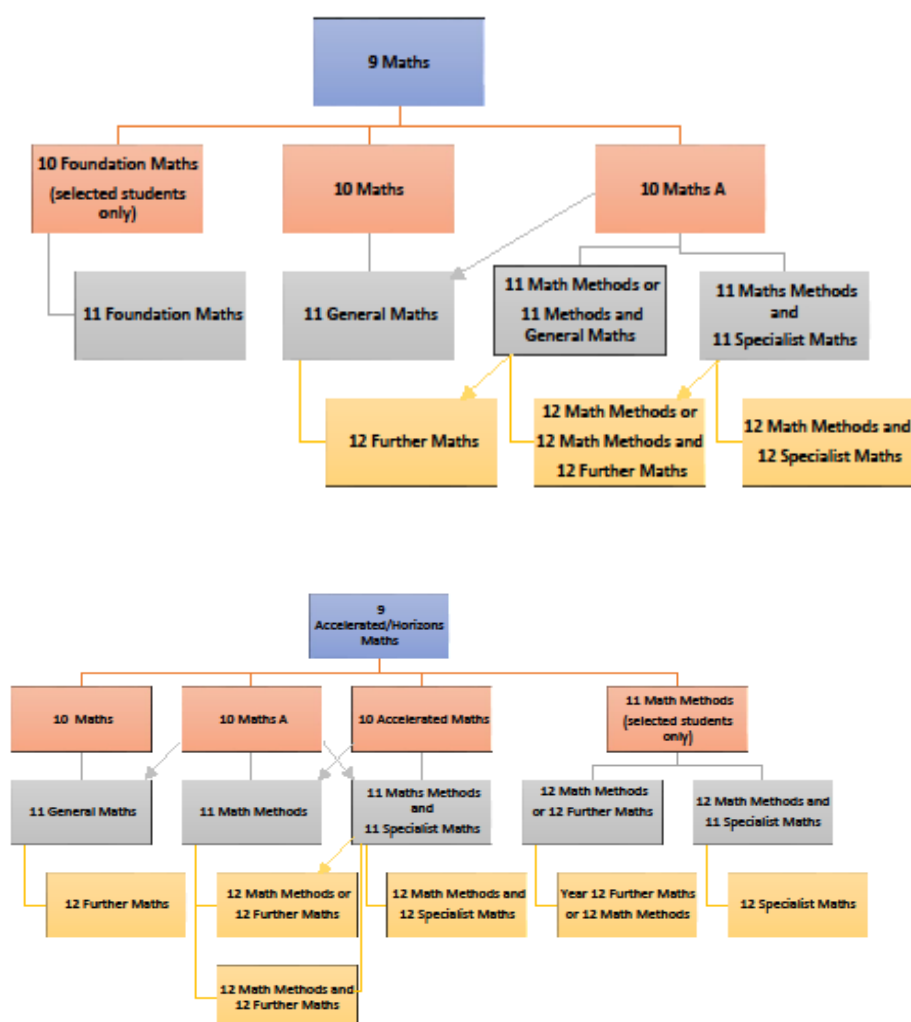 9 Maths
10 Foundation Maths
(selected students
only)
10 Maths
10 Maths A
11 Foundation Maths
11 General Maths
11 Math Methods or
11 Methods and
General Maths
11 Maths Methods
and
11 Specialist Maths
12 Further Maths
12 Math Methods or
12 Math Methods and
12 Further Maths
12 Math Methods and
12 Specialist Maths
9
Accelerated/Horizons
Maths
10 Maths
10 Maths A
10 Accelerated Maths
11 Math Methods
(selected students
only)
11 General Maths
11 Math Methods
11 Maths Methods
and
11 Specialist Maths
12 Math Methods
or 12 Further Maths
12 Math Methods and
11 Specialist Maths
12 Further Maths
12 Math Methods or
12 Further Maths
12 Math Methods and
12 Specialist Maths
Year 12 Further Maths
or 12 Math Methods
12 Specialist Maths
12 Math Methods and
12 Further Maths